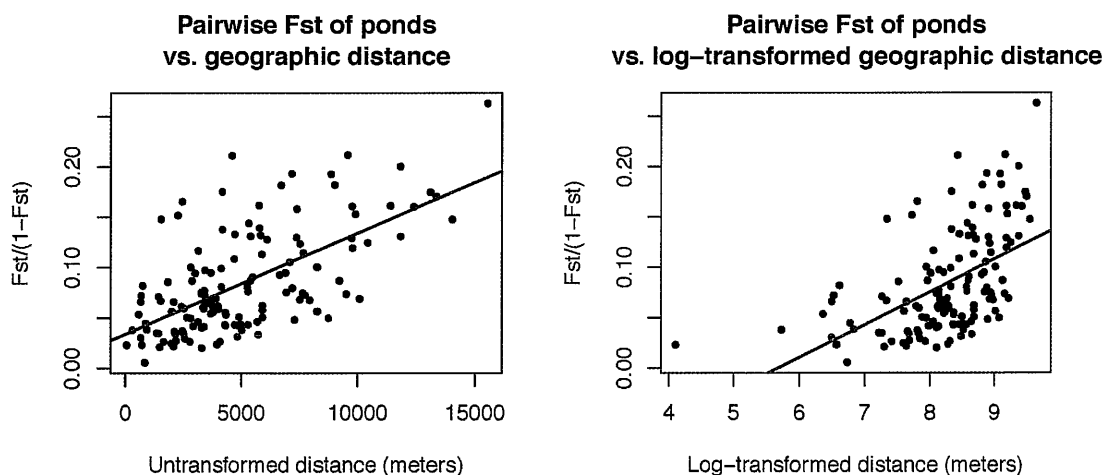 Pairwise Fst of ponds
vs. geographic distance
Fst/(1−Fst)
0.20
0.10
0.00
0
5000
10000
15000
Untransformed distance (meters)
Pairwise Fst of ponds
vs. log−transformed geographic distance
Fst/(1−Fst)
0.20
0.10
0.00
4
5
6
7
8
9
Log−transformed distance (meters)